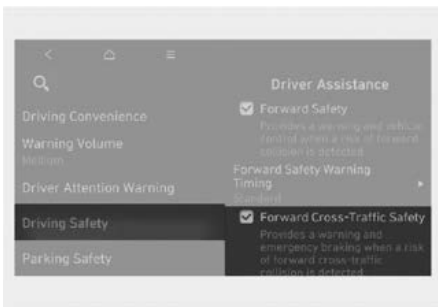 Driving Convenience
Warning Volume
Medium
Driver Attention Warning
Driving Safety
Parking Safety
Driver Assistance
Forward Safety
Provides a warning and vehicle
control when a risk of forward
collision is detected
Forward Safety Warning
Timing
Standard
Forward Cross-Traffic Safety
Provides a warning and
emergency braking when a risk
of forward cross-traffic
collision is detected